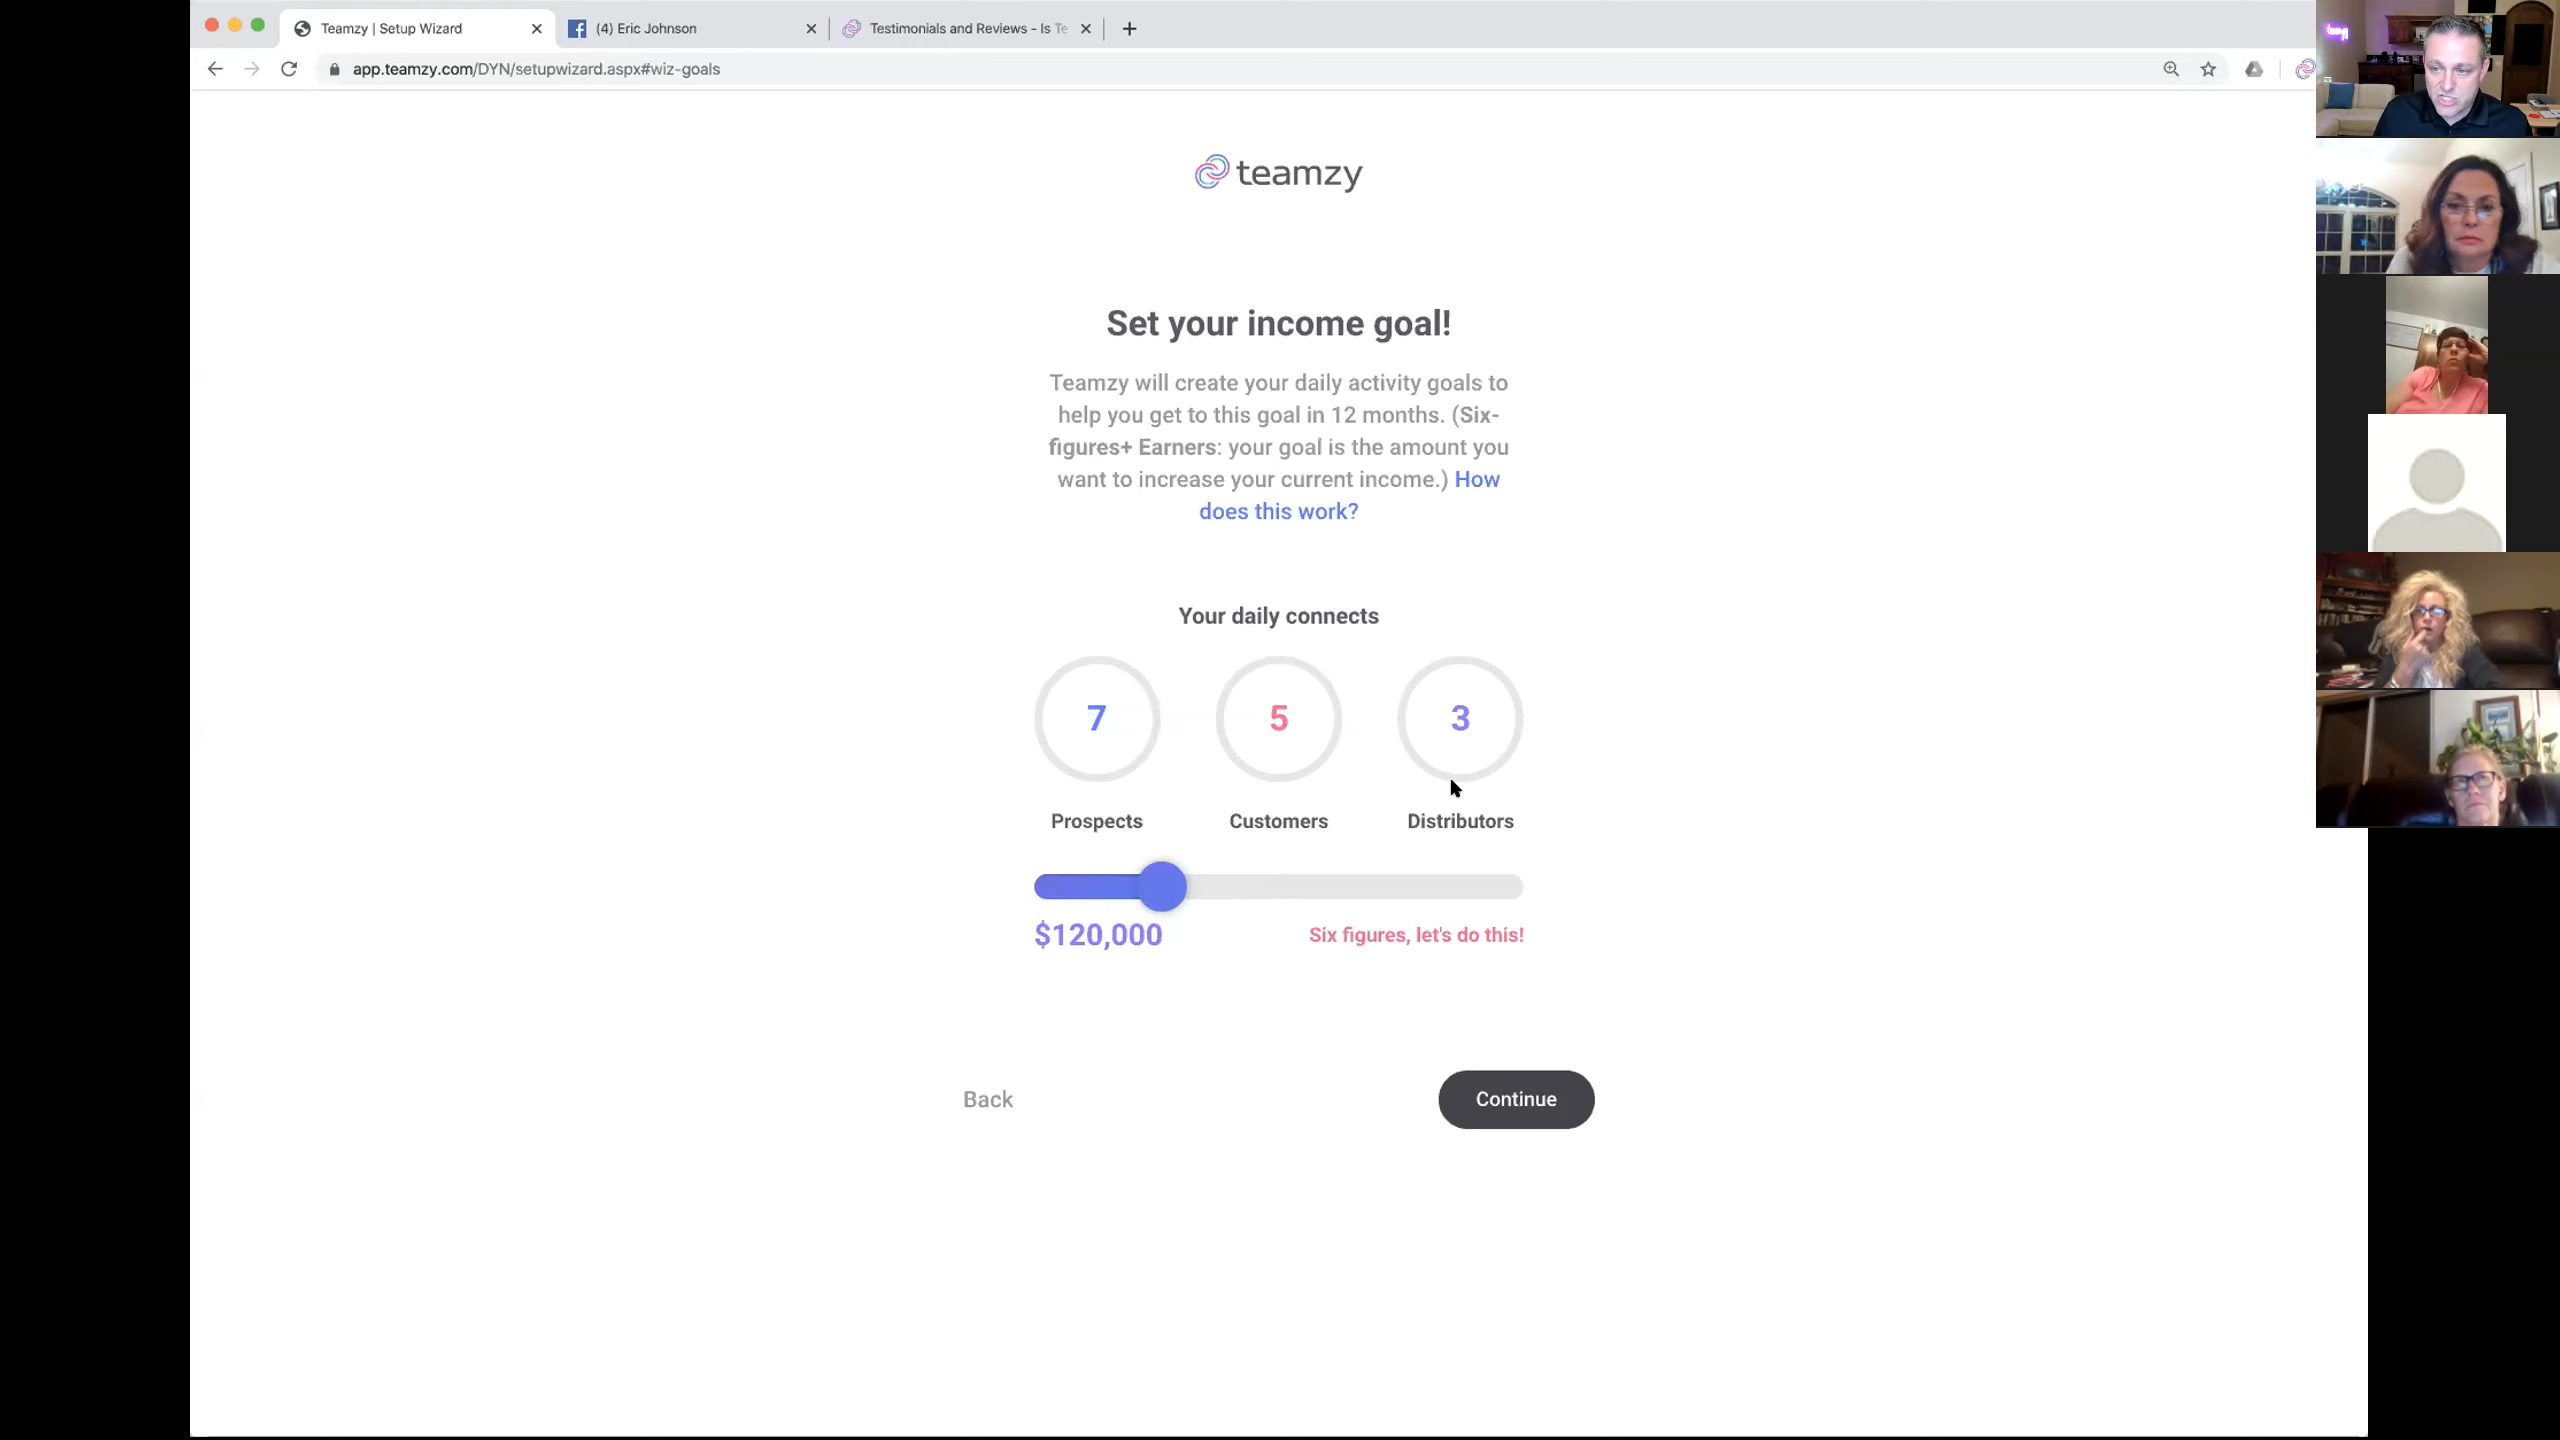 Teamzy | Setup Wizard
(4) Eric Johnson
Testimonials and Reviews - Is Te
app.teamzy.com/DYN/setupwizard.aspx#wiz-goals
teamzy
Set your income goal!
Teamzy will create your daily activity goals to
help you get to this goal in 12 months. (Six-
figures+ Earners: your goal is the amount you
want to increase your current income.) How
does this work?
Your daily connects
7 5 3
Prospects Customers Distributors
$120,000 Six figures, let's do this!
Back Continue